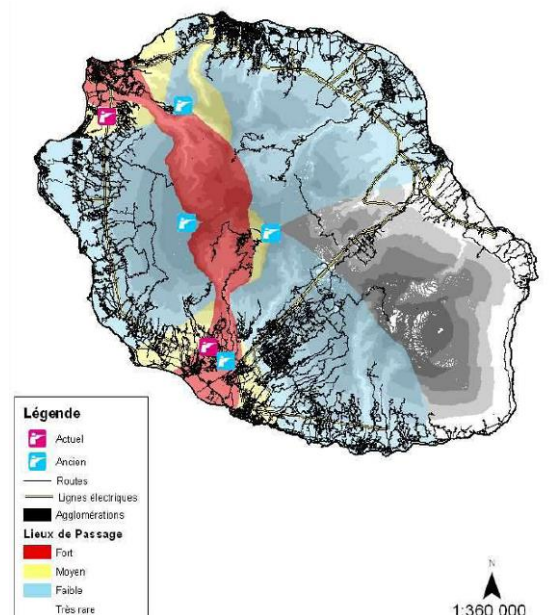 Légende
Actuel
Ancien
Routes
Lignes électriques
Agglomérations
Lieux de Passage
Fort
Moyen
Faible
Très rare
N
1:360 000